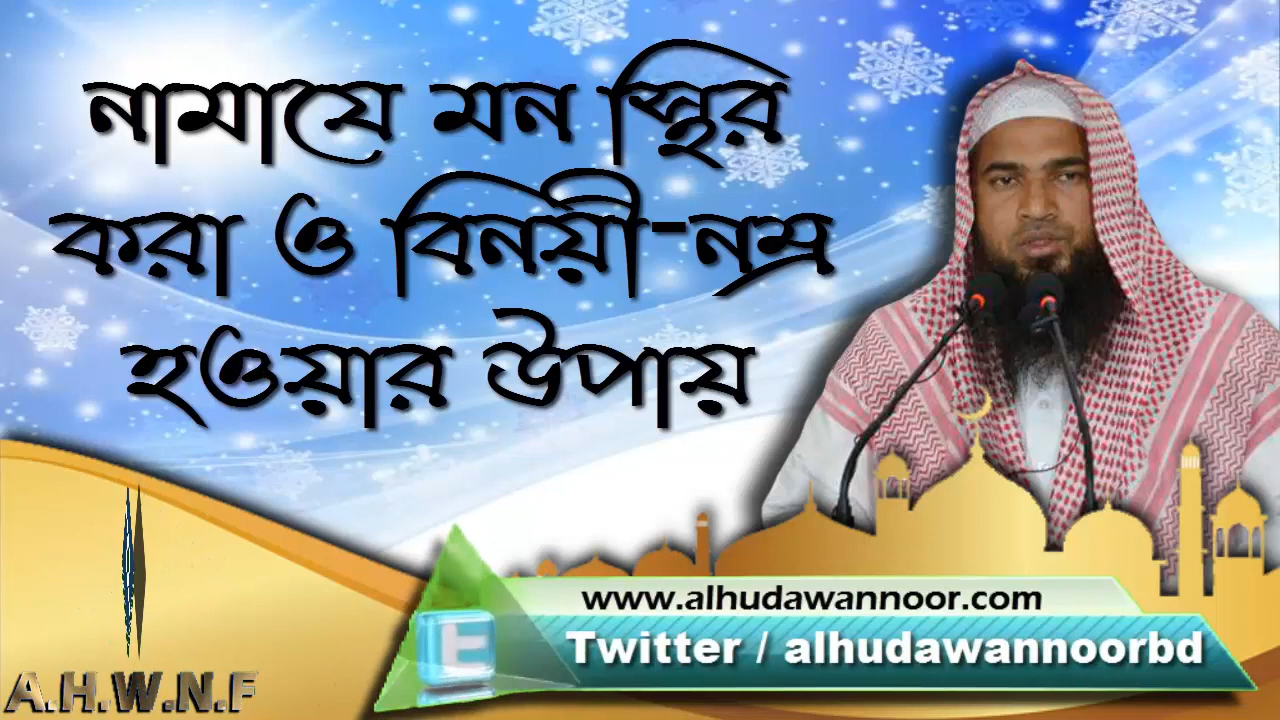 নামাযে মন স্থির
করা ও বিনয়ী-নম্র
হওয়ার উপায়
www.alhudawannoor.com
Twitter / alhudawannoorbd
t
A.H.W.N.F